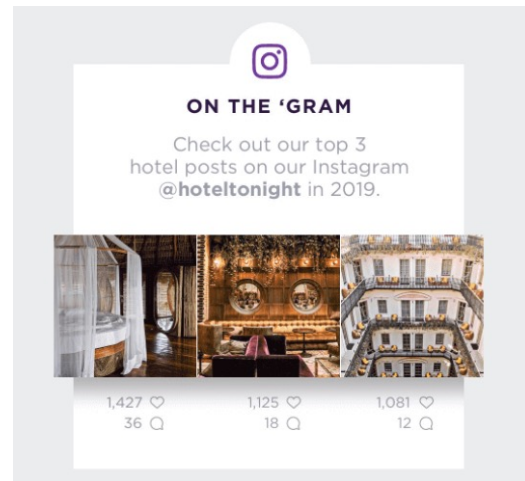 ON THE ‘GRAM
Check out our top 3
hotel posts on our Instagram
@hoteltonight in 2019.
1,427 1,125 1,081
36 18 12